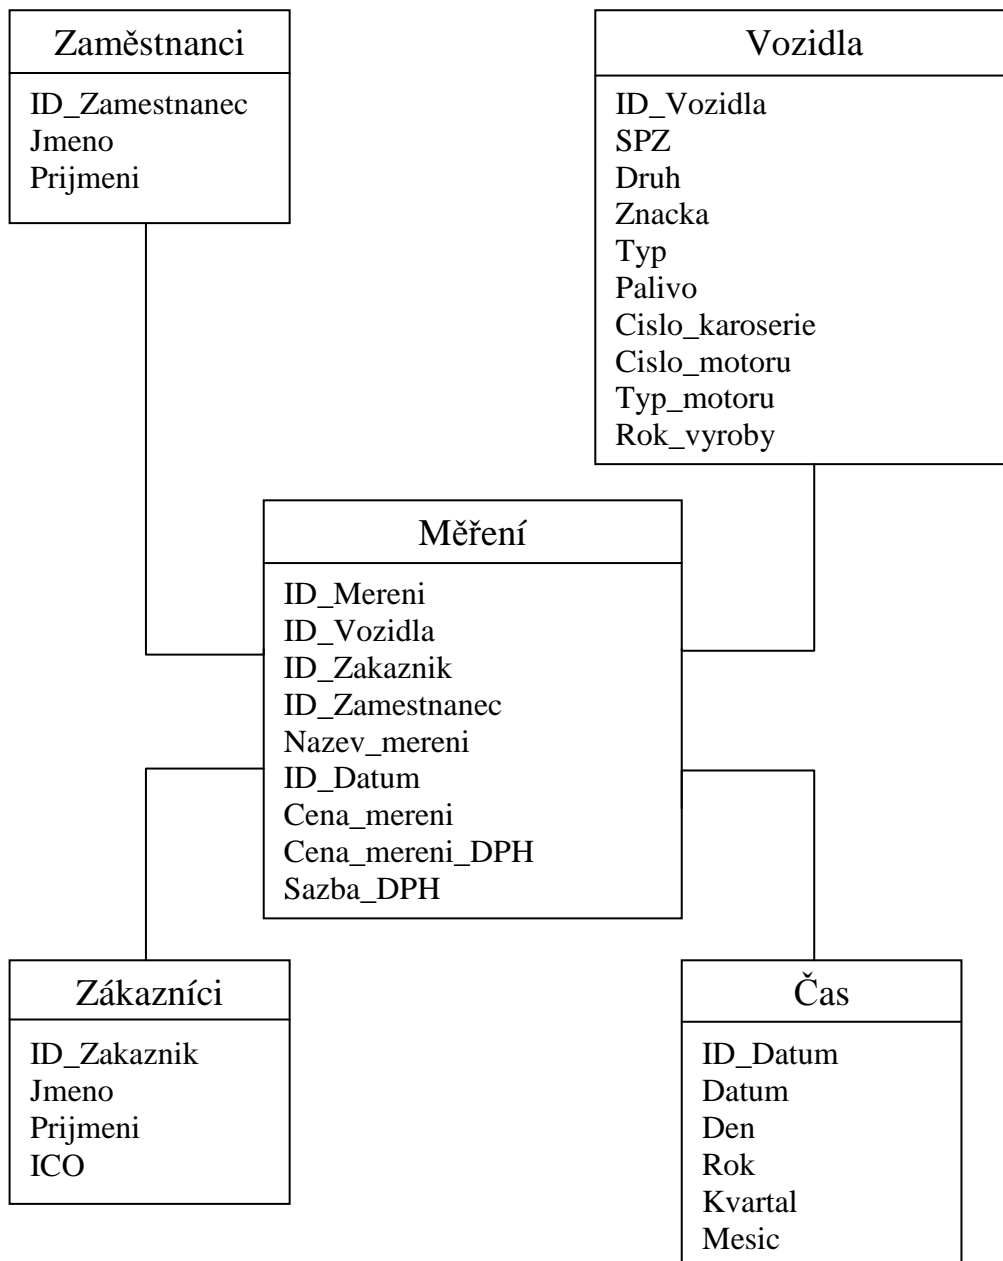 Zaměstnanci
ID_Zamestnanec
Jmeno
Prijmeni
Vozidla
ID_Vozidla
SPZ
Druh
Znacka
Typ
Palivo
Cislo_karoserie
Cislo_motoru
Typ_motoru
Rok_vyroby
Měření
ID_Mereni
ID_Vozidla
ID_Zakaznik
ID_Zamestnanec
Nazev_mereni
ID_Datum
Cena_mereni
Cena_mereni_DPH
Sazba_DPH
Zákazníci
ID_Zakaznik
Jmeno
Prijmeni
ICO
Čas
ID_Datum
Datum
Den
Rok
Kvartal
Mesic